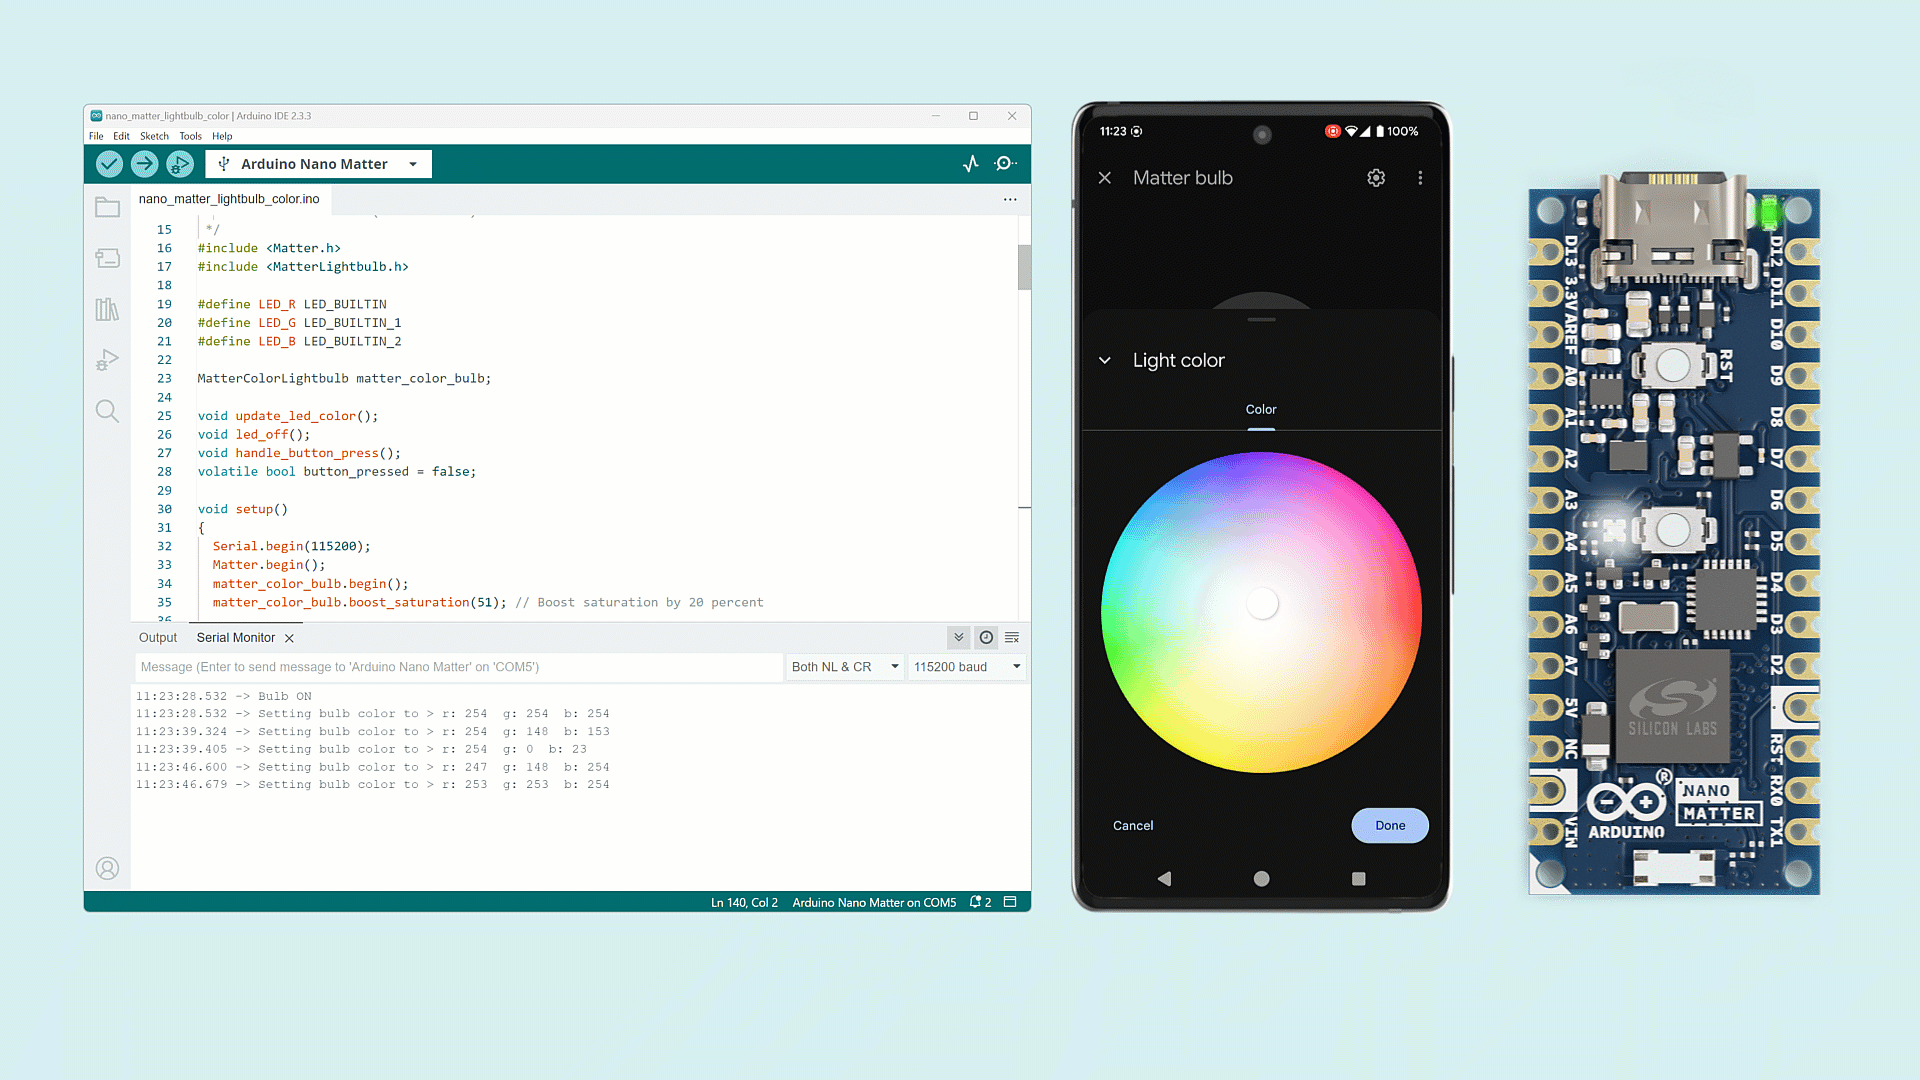 nano_matter_lightbulb_color | Arduino IDE 2.3.3
File Edit Sketch Tools Help
Arduino Nano Matter
nano_matter_lightbulb_color.ino
15 */
16 #include <Matter.h>
17 #include <MatterLightbulb.h>
18
19 #define LED_R LED_BUILTIN
20 #define LED_G LED_BUILTIN_1
21 #define LED_B LED_BUILTIN_2
22
23 MatterColorLightbulb matter_color_bulb;
24
25 void update_led_color();
26 void led_off();
27 void handle_button_press();
28 volatile bool button_pressed = false;
29
30 void setup()
31 {
32 Serial.begin(115200);
33 Matter.begin();
34 matter_color_bulb.begin();
35 matter_color_bulb.boost_saturation(51); // Boost saturation by 20 percent
36
Output Serial Monitor
Message (Enter to send message to 'Arduino Nano Matter' on 'COM5')
Both NL & CR
115200 baud
11:23:28.532 -> Bulb ON
11:23:28.532 -> Setting bulb color to > r: 254 g: 254 b: 254
11:23:39.324 -> Setting bulb color to > r: 254 g: 148 b: 153
11:23:39.405 -> Setting bulb color to > r: 254 g: 0 b: 23
11:23:46.600 -> Setting bulb color to > r: 247 g: 148 b: 254
11:23:46.679 -> Setting bulb color to > r: 253 g: 253 b: 254
Ln 140, Col 2 Arduino Nano Matter on COM5 2
11:23
100%
Matter bulb
Light color
Color
Cancel
Done
D13
3.3V
AREF
A0
A1
A2
A3
A4
A5
A6
A7
5V
NC
VIN
D12
D11
D10
D9
D8
D7
D6
D5
D4
D3
D2
RST
RX0
TX1
RST
SILICON LABS
®
ARDUINO
NANO
MATTER